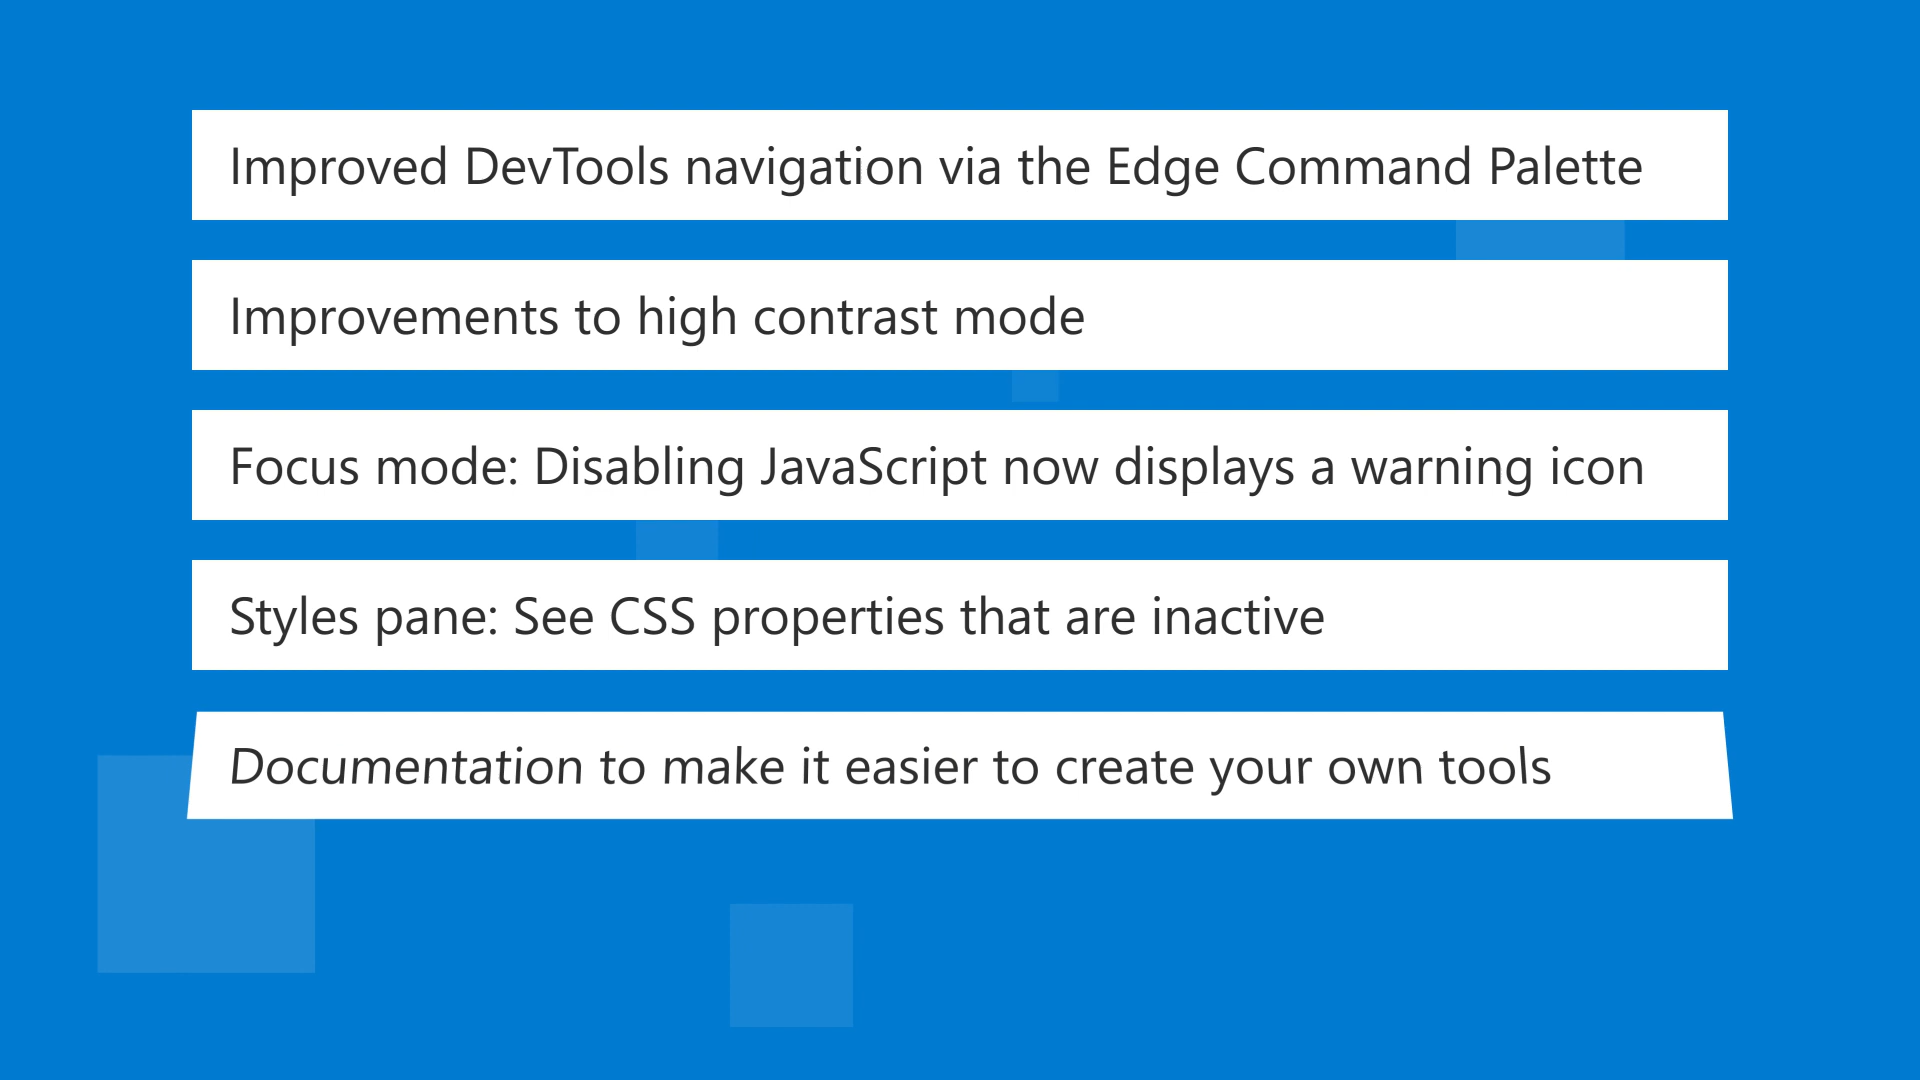 Improved DevTools navigation via the Edge Command Palette
Improvements to high contrast mode
Focus mode: Disabling JavaScript now displays a warning icon
Styles pane: See CSS properties that are inactive
Documentation to make it easier to create your own tools